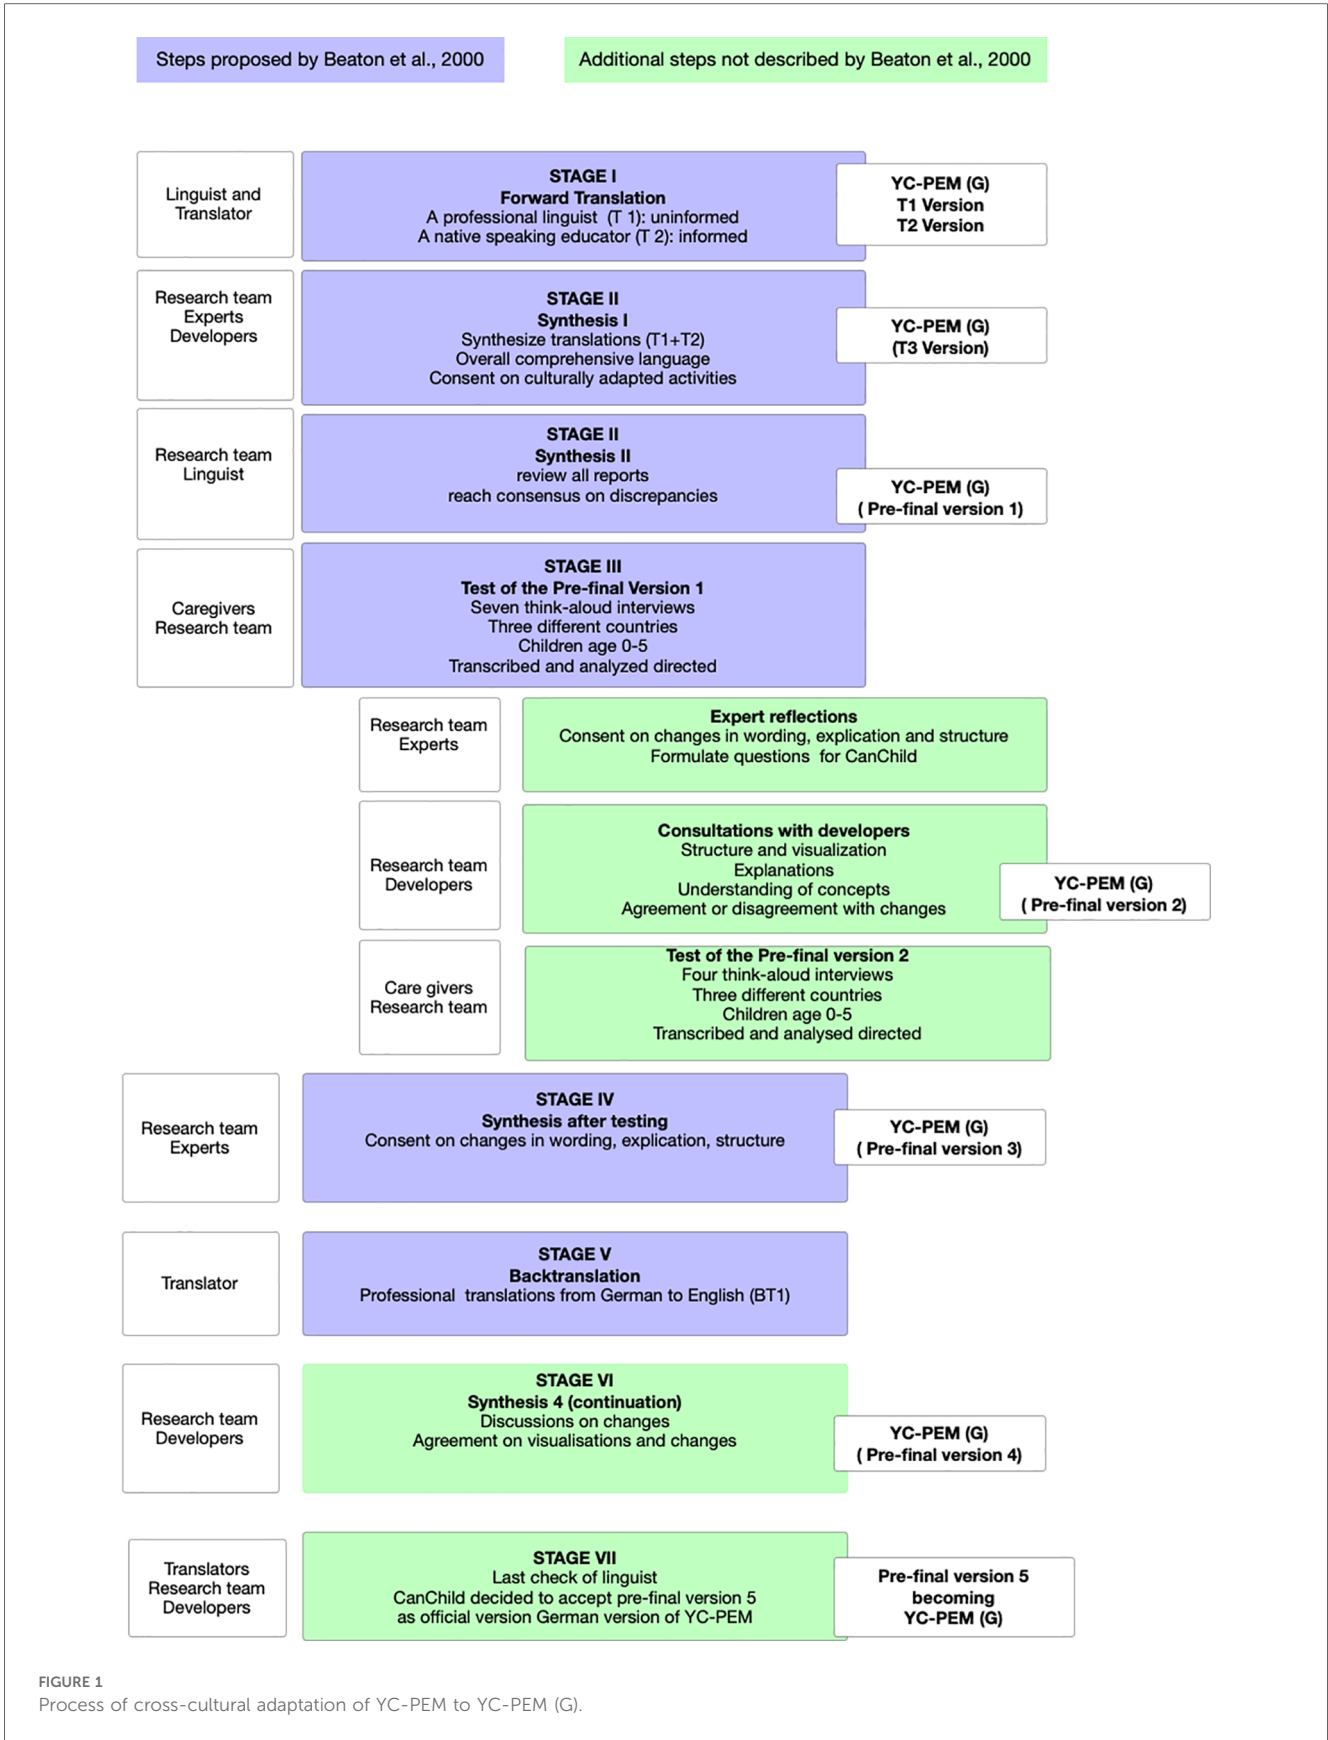 Steps proposed by Beaton et al., 2000
Additional steps not described by Beaton et al., 2000
Linguist and
Translator
STAGE I
Forward Translation
A professional linguist (T 1): uninformed
A native speaking educator (T 2): informed
YC-PEM (G)
T1 Version
T2 Version
Research team
Experts
Developers
STAGE II
Synthesis I
Synthesize translations (T1+T2)
Overall comprehensive language
Consent on culturally adapted activities
YC-PEM (G)
(T3 Version)
Research team
Linguist
STAGE II
Synthesis II
review all reports
reach consensus on discrepancies
YC-PEM (G)
( Pre-final version 1)
Caregivers
Research team
STAGE III
Test of the Pre-final Version 1
Seven think-aloud interviews
Three different countries
Children age 0-5
Transcribed and analyzed directed
Research team
Experts
Expert reflections
Consent on changes in wording, explication and structure
Formulate questions for CanChild
Research team
Developers
Consultations with developers
Structure and visualization
Explanations
Understanding of concepts
Agreement or disagreement with changes
YC-PEM (G)
( Pre-final version 2)
Care givers
Research team
Test of the Pre-final version 2
Four think-aloud interviews
Three different countries
Children age 0-5
Transcribed and analysed directed
Research team
Experts
STAGE IV
Synthesis after testing
Consent on changes in wording, explication, structure
YC-PEM (G)
( Pre-final version 3)
Translator
STAGE V
Backtranslation
Professional translations from German to English (BT1)
Research team
Developers
STAGE VI
Synthesis 4 (continuation)
Discussions on changes
Agreement on visualisations and changes
YC-PEM (G)
( Pre-final version 4)
Translators
Research team
Developers
STAGE VII
Last check of linguist
CanChild decided to accept pre-final version 5
as official version German version of YC-PEM
Pre-final version 5
becoming
YC-PEM (G)
FIGURE 1
Process of cross-cultural adaptation of YC-PEM to YC-PEM (G).